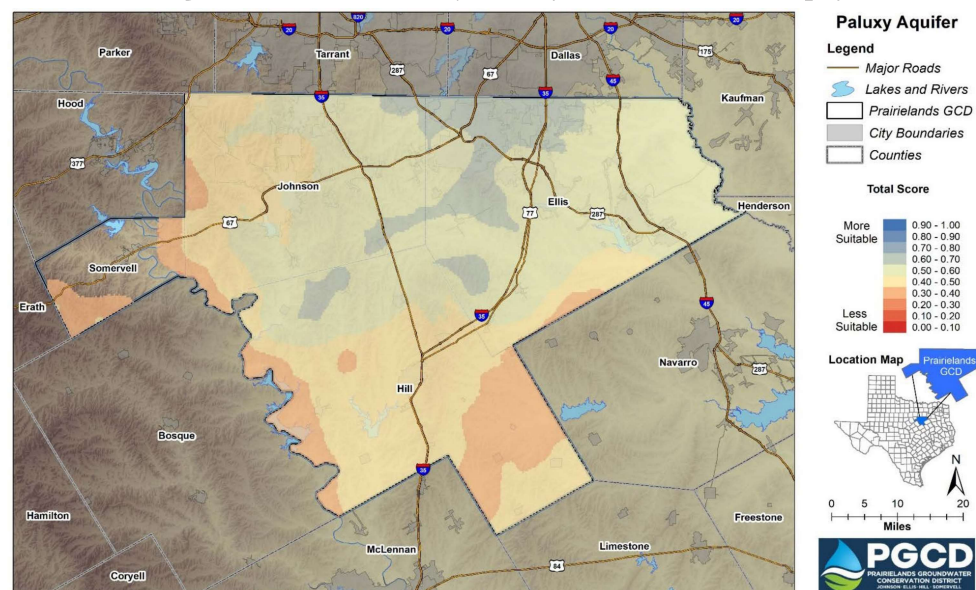 Paluxy Aquifer
Legend
Major Roads
Lakes and Rivers
Prairielands GCD
City Boundaries
Counties
Total Score
More
Suitable
0.90 - 1.00
0.80 - 0.90
0.70 - 0.80
0.60 - 0.70
0.50 - 0.60
0.40 - 0.50
0.30 - 0.40
0.20 - 0.30
0.10 - 0.20
0.00 - 0.10
Less
Suitable
Location Map
Prairielands
GCD
N
0 5 10 20
Miles
PGCD
PRAIRIELANDS GROUNDWATER
CONSERVATION DISTRICT
JOHNSON · ELLIS · HILL · SOMERVELL
820
20
20
20
20
Parker
Tarrant
Dallas
175
67
287
45
Kaufman
Hood
35
35
377
Johnson
Ellis
67
77
287
Henderson
Somervell
Erath
45
35
Navarro
287
Hill
Bosque
35
Hamilton
Freestone
McLennan
Limestone
84
Coryell